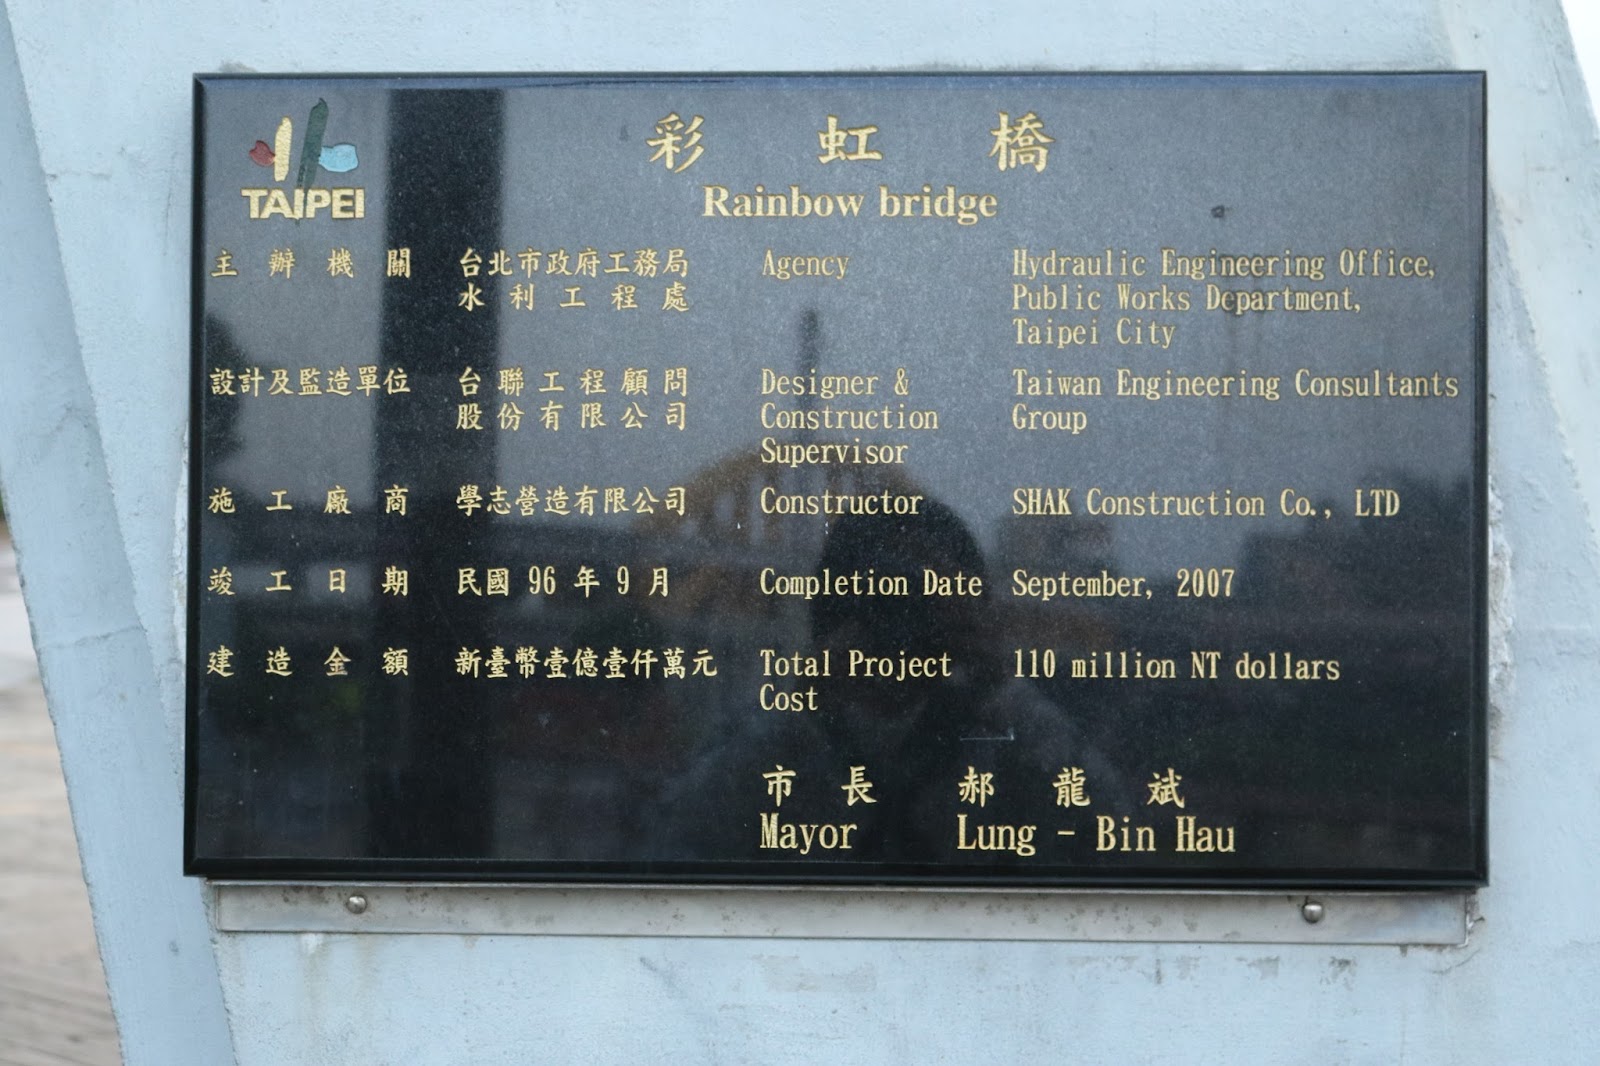 TAIPEI
彩虹橋
Rainbow bridge
主辦機關 台北市政府工務局 Agency Hydraulic Engineering Office,
水利工程處 Public Works Department,
Taipei City
設計及監造單位 台聯工程顧問 Designer & Taiwan Engineering Consultants
股份有限公司 Construction Group
Supervisor
施工廠商 學志營造有限公司 Constructor SHAK Construction Co., LTD
竣工日期 民國 96 年 9 月 Completion Date September, 2007
建造金額 新臺幣壹億壹仟萬元 Total Project 110 million NT dollars
Cost
市長 郝龍斌
Mayor Lung - Bin Hau